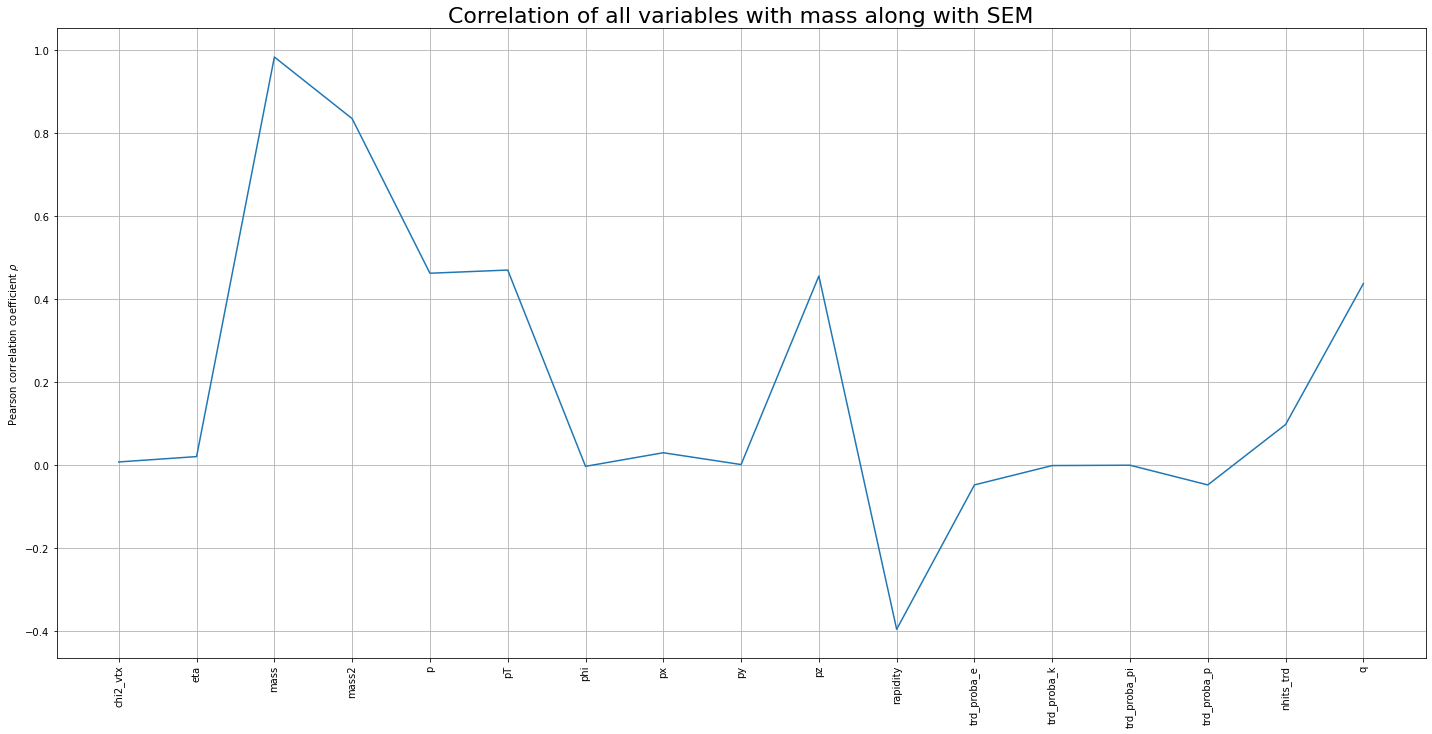 Correlation of all variables with mass along with SEM
Pearson correlation coefficient ρ
1.0
0.8
0.6
0.4
0.2
0.0
−0.2
−0.4
chi2_vtx
eta
mass
mass2
p
pT
phi
px
py
pz
rapidity
trd_proba_e
trd_proba_k
trd_proba_pi
trd_proba_p
nhits_trd
q